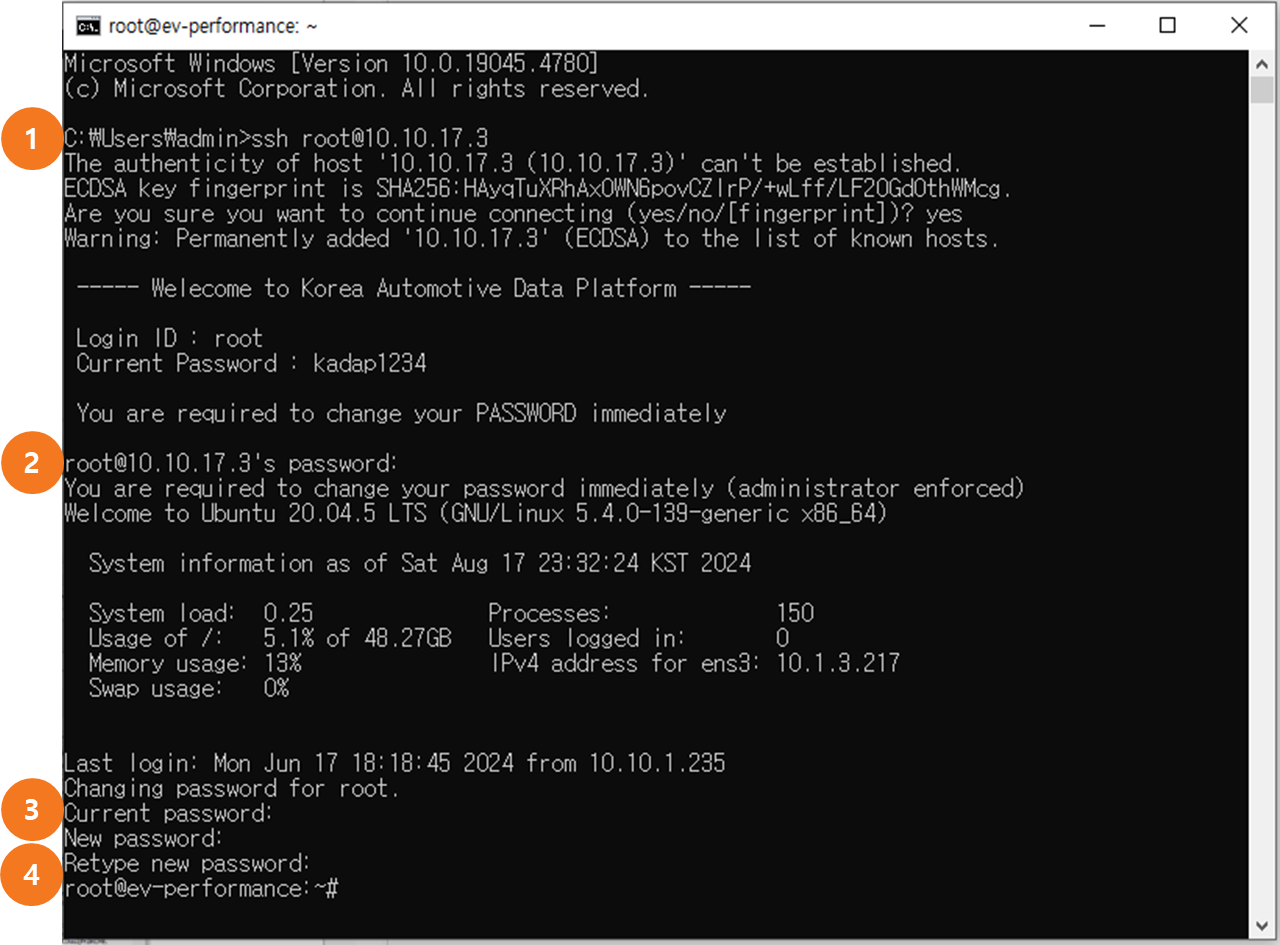 root@ev-performance: ~
Microsoft Windows [Version 10.0.19045.4780]
(c) Microsoft Corporation. All rights reserved.
1
C:₩Users₩admin>ssh root@10.10.17.3
The authenticity of host '10.10.17.3 (10.10.17.3)' can't be established.
ECDSA key fingerprint is SHA256:HAyqTuXRhAxOWN6povCZIrP/+wLff/LF2OGdOthWMcg.
Are you sure you want to continue connecting (yes/no/[fingerprint])? yes
Warning: Permanently added '10.10.17.3' (ECDSA) to the list of known hosts.
----- Welecome to Korea Automotive Data Platform -----
Login ID : root
Current Password : kadap1234
You are required to change your PASSWORD immediately
2
root@10.10.17.3's password:
You are required to change your password immediately (administrator enforced)
Welcome to Ubuntu 20.04.5 LTS (GNU/Linux 5.4.0-139-generic x86_64)
System information as of Sat Aug 17 23:32:24 KST 2024
System load: 0.25 Processes: 150
Usage of /: 5.1% of 48.27GB Users logged in: 0
Memory usage: 13% IPv4 address for ens3: 10.1.3.217
Swap usage: 0%
Last login: Mon Jun 17 18:18:45 2024 from 10.10.1.235
Changing password for root.
3
Current password:
New password:
4
Retype new password:
root@ev-performance:~#